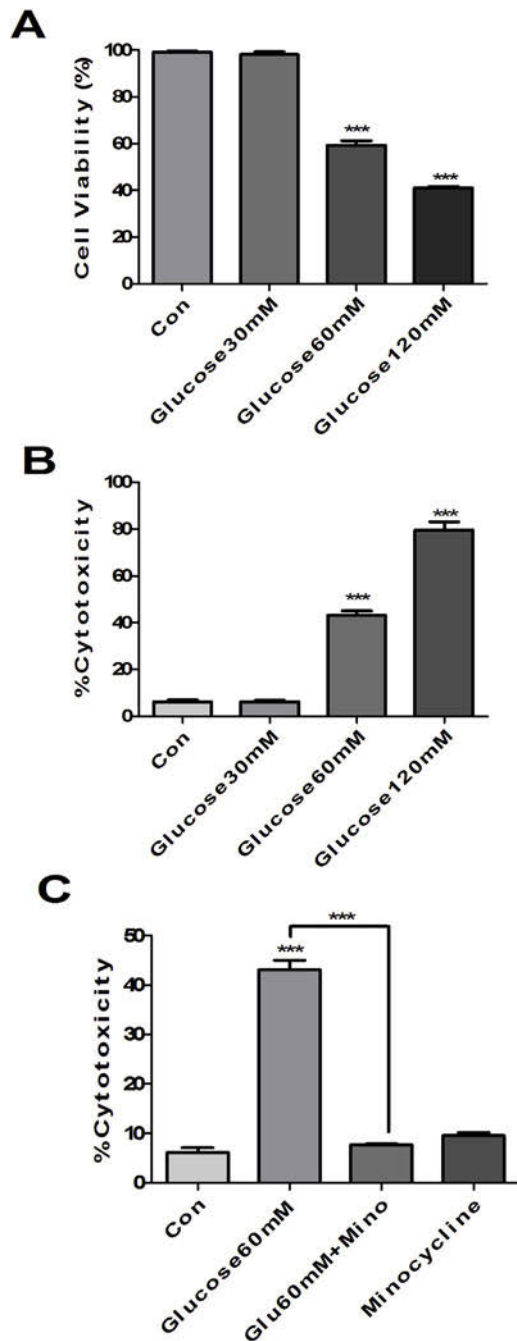 A
Cell Viability (%)
100
80
60
40
20
0
***
***
Con
Glucose30mM
Glucose60mM
Glucose120mM
B
%Cytotoxicity
100
80
60
40
20
0
***
***
Con
Glucose30mM
Glucose60mM
Glucose120mM
C
%Cytotoxicity
50
40
30
20
10
0
***
***
Con
Glucose60mM
Glu60mM+Mino
Minocycline